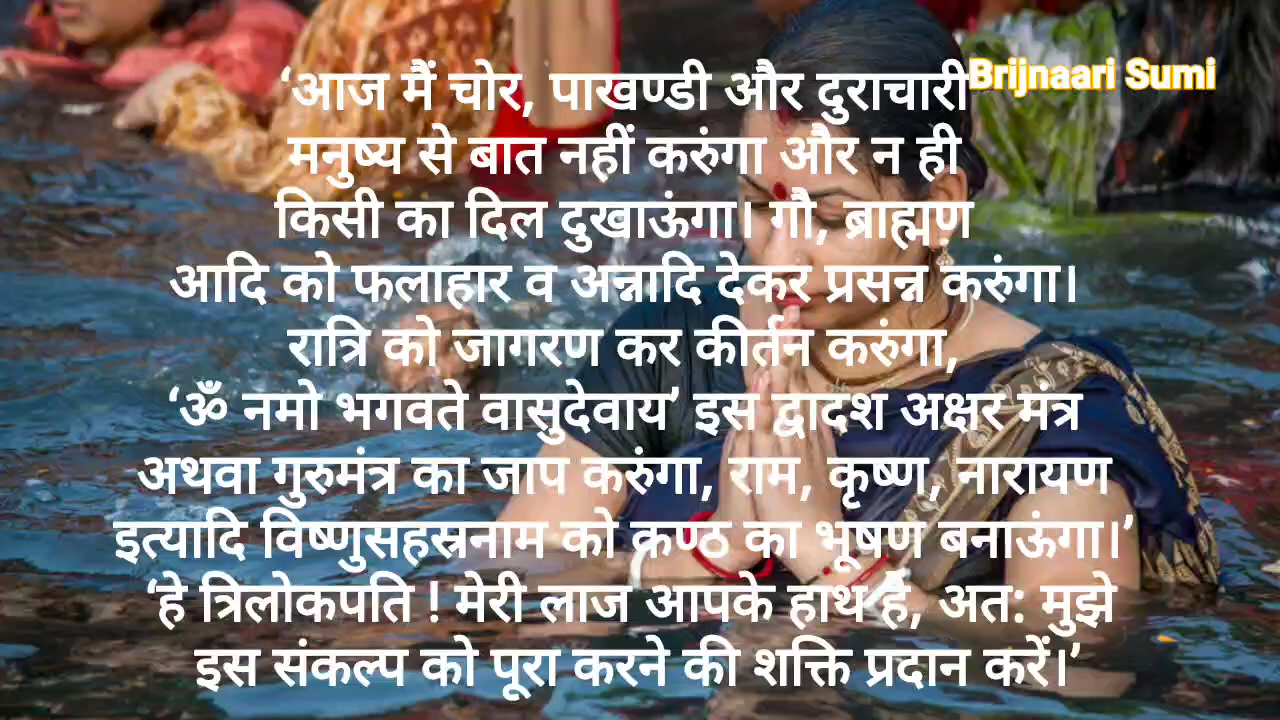 ‘आज मैं चोर, पाखण्डी और दुराचारी
Brijnaari Sumi
मनुष्य से बात नहीं करुंगा और न ही
किसी का दिल दुखाऊंगा। गौ, ब्राह्मण
आदि को फलाहार व अन्नादि देकर प्रसन्न करुंगा।
रात्रि को जागरण कर कीर्तन करुंगा,
‘ॐ नमो भगवते वासुदेवाय’ इस द्वादश अक्षर मंत्र
अथवा गुरुमंत्र का जाप करुंगा, राम, कृष्ण, नारायण
इत्यादि विष्णुसहस्रनाम को कण्ठ का भूषण बनाऊंगा।’
‘हे त्रिलोकपति ! मेरी लाज आपके हाथ है, अत: मुझे
इस संकल्प को पूरा करने की शक्ति प्रदान करें।’